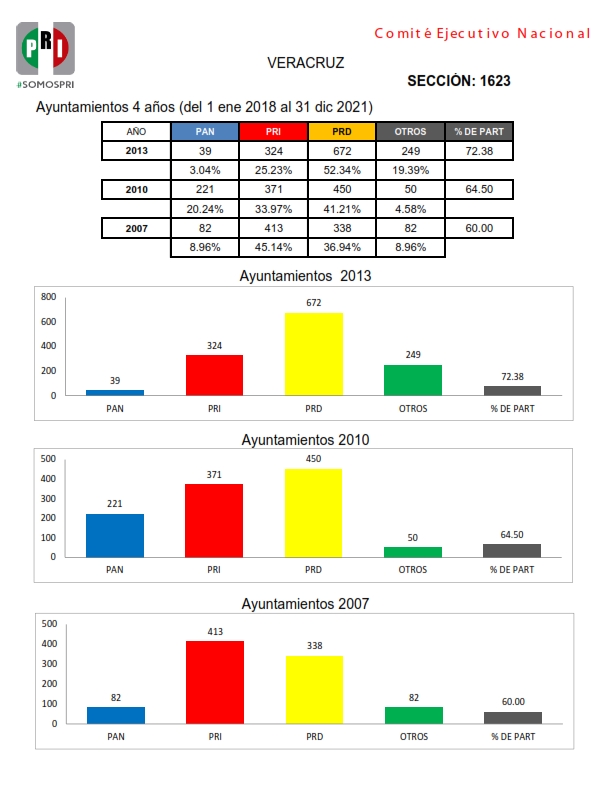 PRI
#SOMOSPRI
Comité Ejecutivo Nacional
VERACRUZ
SECCIÓN: 1623
Ayuntamientos 4 años (del 1 ene 2018 al 31 dic 2021)
AÑO PAN PRI PRD OTROS % DE PART
2013 39 324 672 249 72.38
3.04% 25.23% 52.34% 19.39%
2010 221 371 450 50 64.50
20.24% 33.97% 41.21% 4.58%
2007 82 413 338 82 60.00
8.96% 45.14% 36.94% 8.96%
Ayuntamientos 2013
800
600
400
200
0
39 324 672 249 72.38
PAN PRI PRD OTROS % DE PART
Ayuntamientos 2010
500
400
300
200
100
0
221 371 450 50 64.50
PAN PRI PRD OTROS % DE PART
Ayuntamientos 2007
500
400
300
200
100
0
82 413 338 82 60.00
PAN PRI PRD OTROS % DE PART